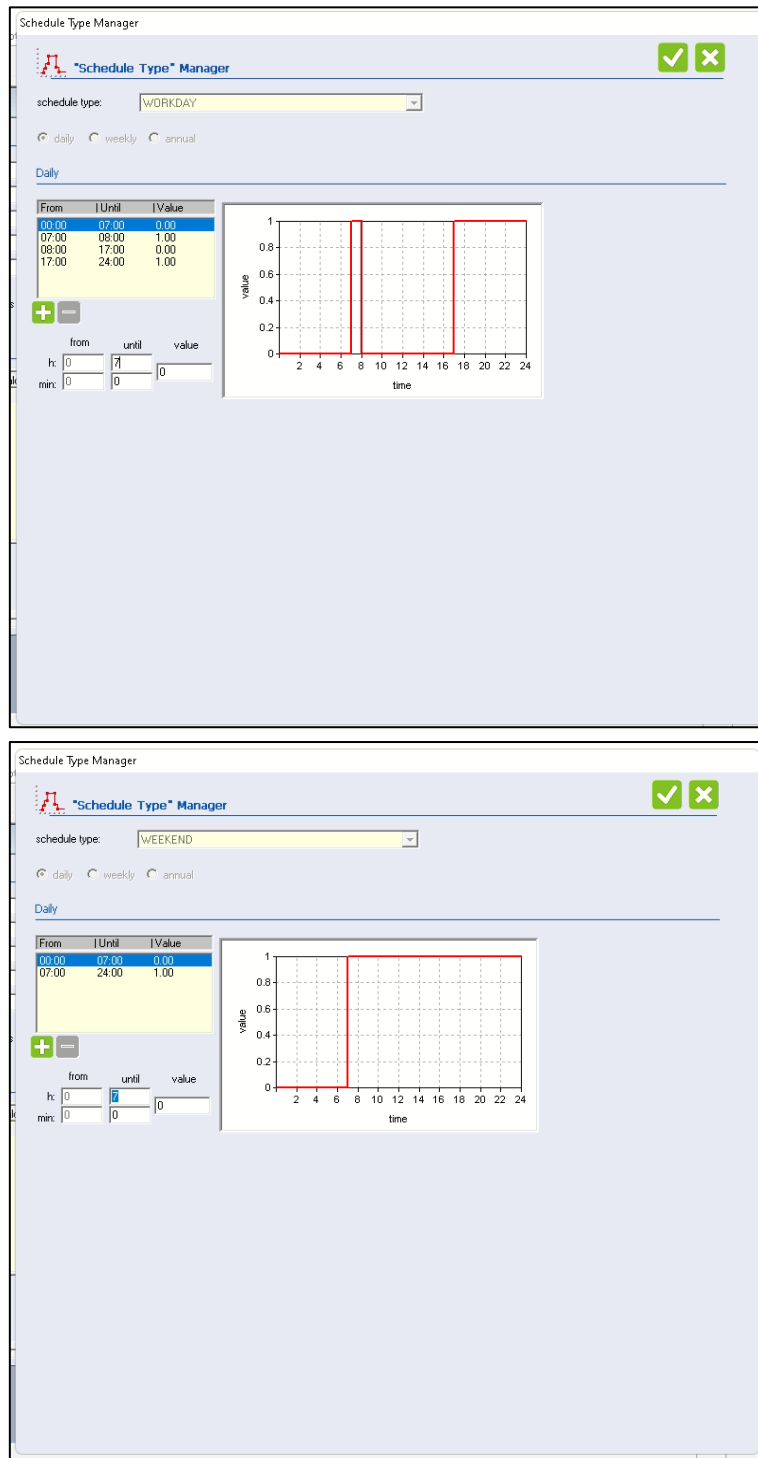 Schedule Type Manager
"Schedule Type" Manager
schedule type: WORKDAY
daily weekly annual
Daily
From | Until | Value
00:00 07:00 0.00
07:00 08:00 1.00
08:00 17:00 0.00
17:00 24:00 1.00
from until value
h: 0 7 0
min: 0 0
1
0.8
0.6
0.4
0.2
0
value
2 4 6 8 10 12 14 16 18 20 22 24
time
Schedule Type Manager
"Schedule Type" Manager
schedule type: WEEKEND
daily weekly annual
Daily
From | Until | Value
00:00 07:00 0.00
07:00 24:00 1.00
from until value
h: 0 7 0
min: 0 0
1
0.8
0.6
0.4
0.2
0
value
2 4 6 8 10 12 14 16 18 20 22 24
time